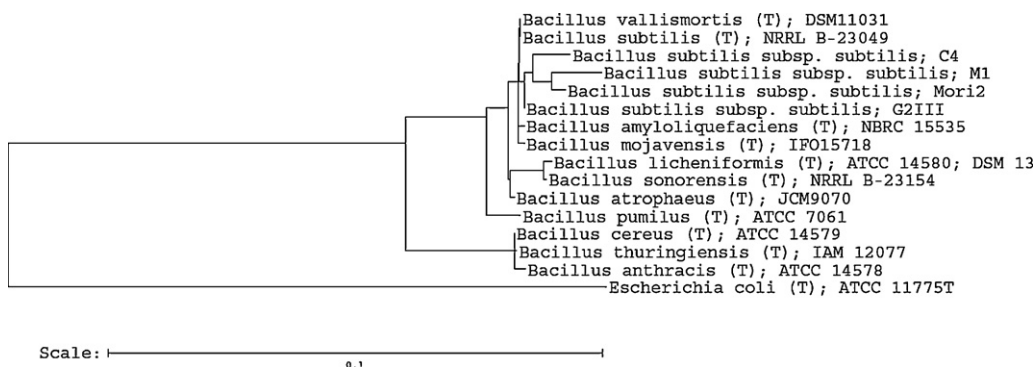 Bacillus vallismortis (T); DSM11031
Bacillus subtilis (T); NRRL B-23049
Bacillus subtilis subsp. subtilis; C4
Bacillus subtilis subsp. subtilis; M1
Bacillus subtilis subsp. subtilis; Mori2
Bacillus subtilis subsp. subtilis; G2III
Bacillus amyloliquefaciens (T); NBRC 15535
Bacillus mojavensis (T); IFO15718
Bacillus licheniformis (T); ATCC 14580; DSM 13
Bacillus sonorensis (T); NRRL B-23154
Bacillus atrophaeus (T); JCM9070
Bacillus pumilus (T); ATCC 7061
Bacillus cereus (T); ATCC 14579
Bacillus thuringiensis (T); IAM 12077
Bacillus anthracis (T); ATCC 14578
Escherichia coli (T); ATCC 11775T
Scale: